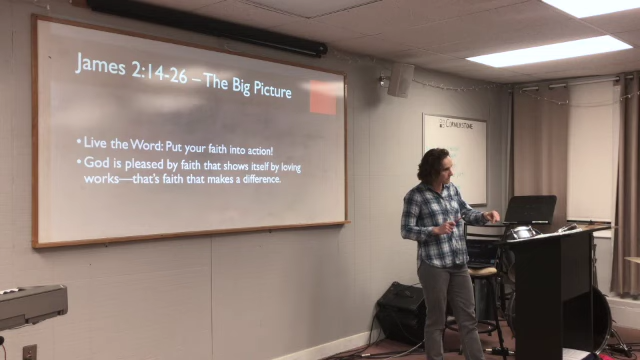 James 2:14-26 – The Big Picture
• Live the Word: Put your faith into action!
• God is pleased by faith that shows itself by loving
works—that's faith that makes a difference.
CORNERSTONE